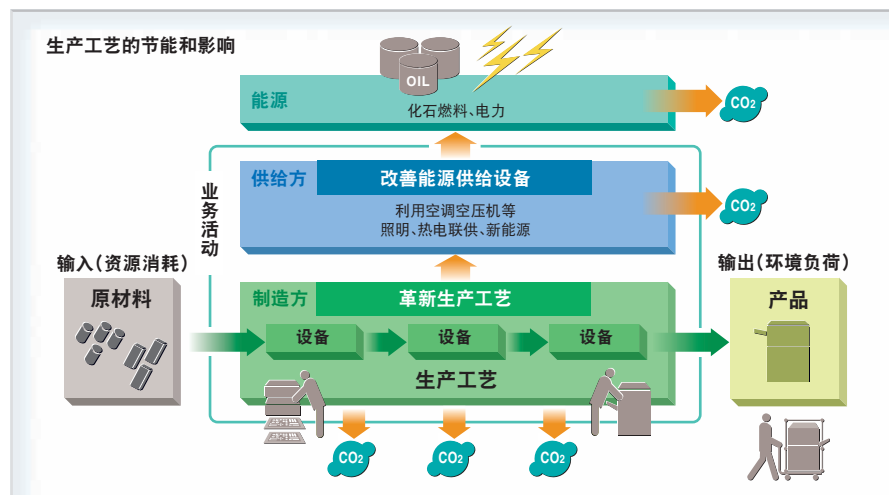 生产工艺的节能和影响
OIL
能源
化石燃料、电力
CO2
业务活动
供给方
改善能源供给设备
利用空调空压机等
照明、热电联供、新能源
CO2
输入(资源消耗)
原材料
制造方
革新生产工艺
设备
设备
设备
生产工艺
输出(环境负荷)
产品
CO2
CO2
CO2